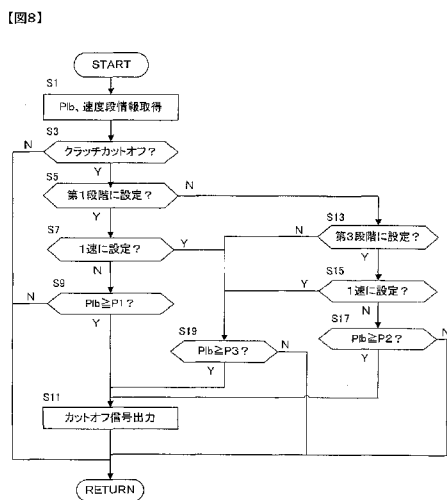 【図8】
START
S1
Plb、速度段情報取得
S3
N
クラッチカットオフ？
Y
S5
N
第1段階に設定？
Y
S13
N
第3段階に設定？
Y
S7
1速に設定？
Y
N
S15
Y
1速に設定？
N
S9
N
Plb≧P1？
Y
S17
Plb≧P2？
N
Y
S19
Plb≧P3？
N
Y
S11
カットオフ信号出力
RETURN